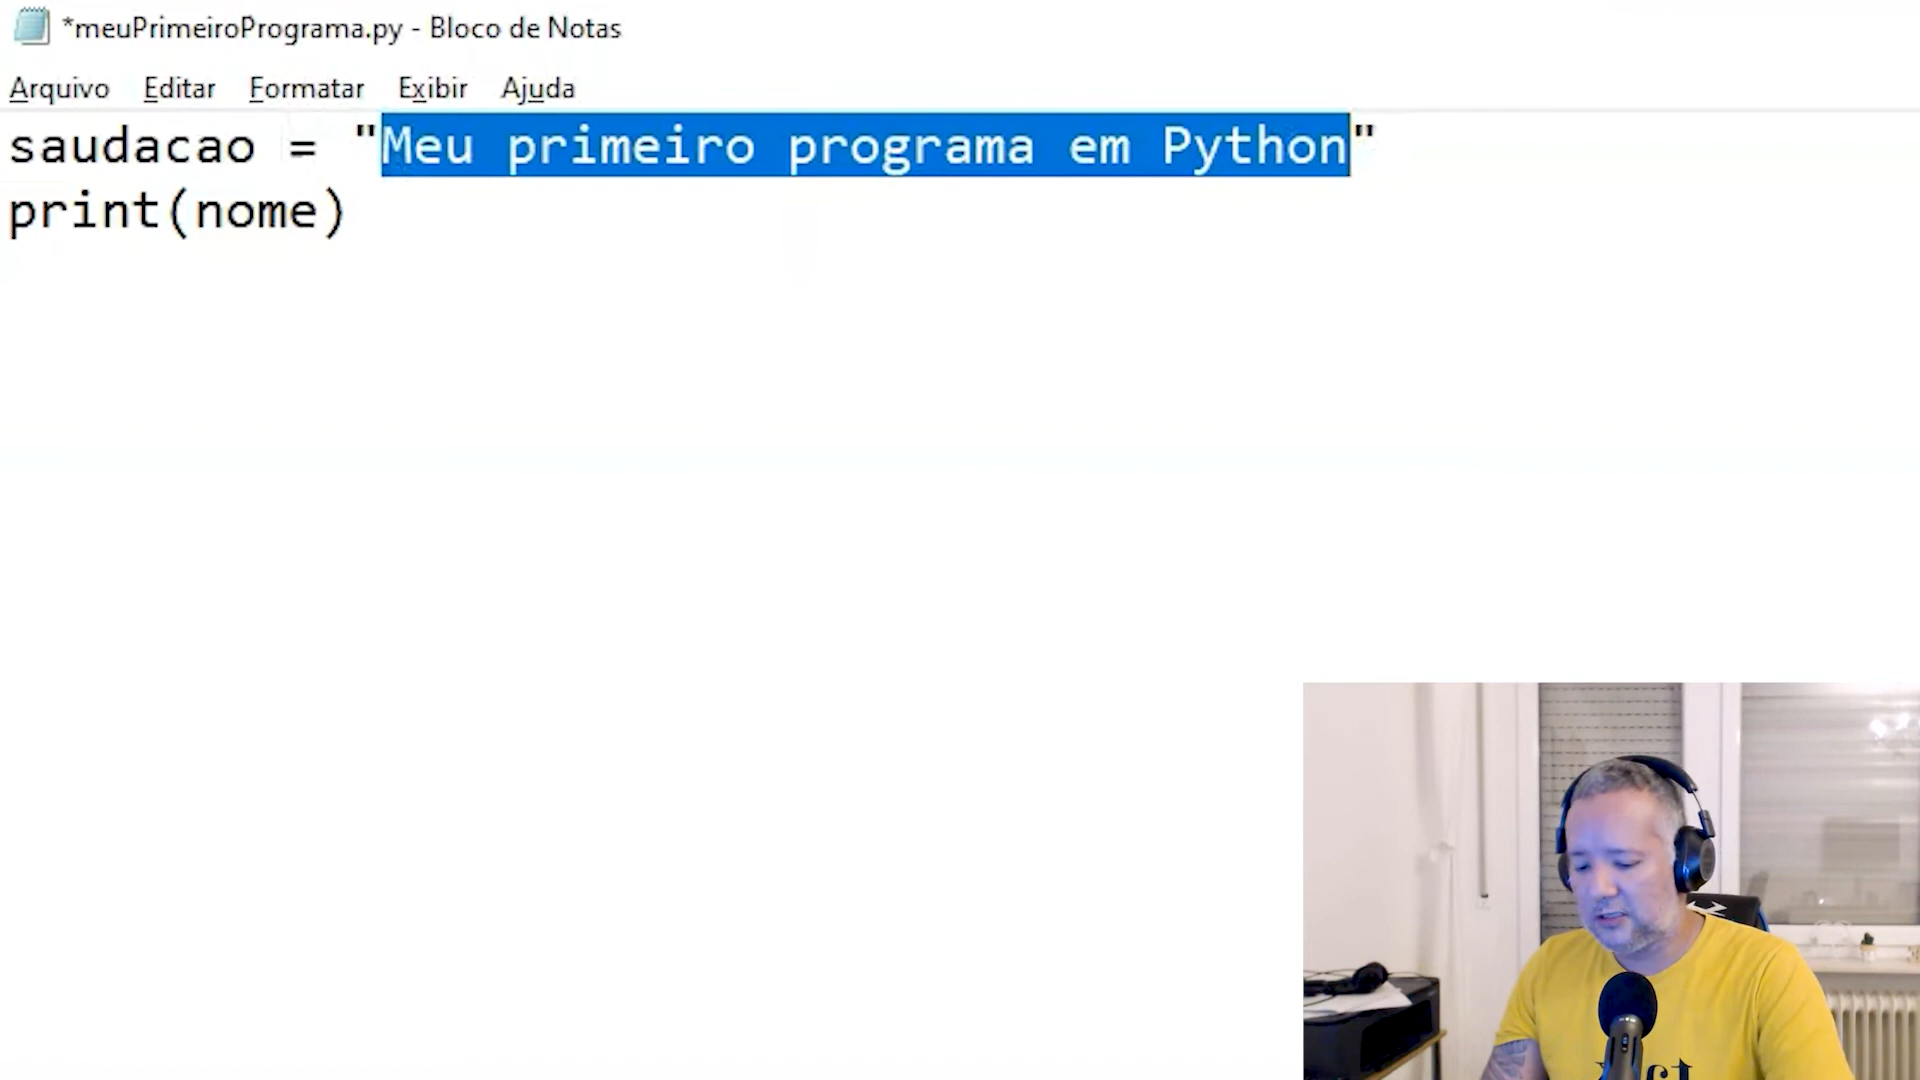 *meuPrimeiroPrograma.py - Bloco de Notas
Arquivo Editar Formatar Exibir Ajuda
saudacao = "Meu primeiro programa em Python"
print(nome)